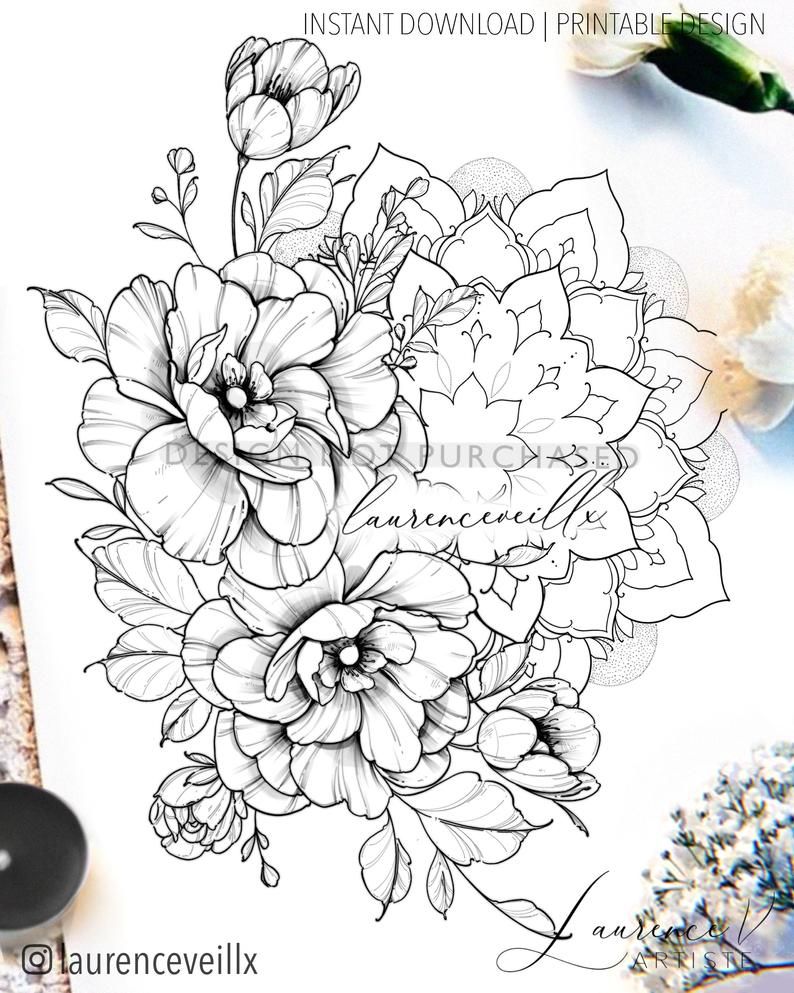 INSTANT DOWNLOAD | PRINTABLE DESIGN
DESIGN NOT PURCHASED
laurenceveillx
Laurence V
ARTISTE
laurenceveillx